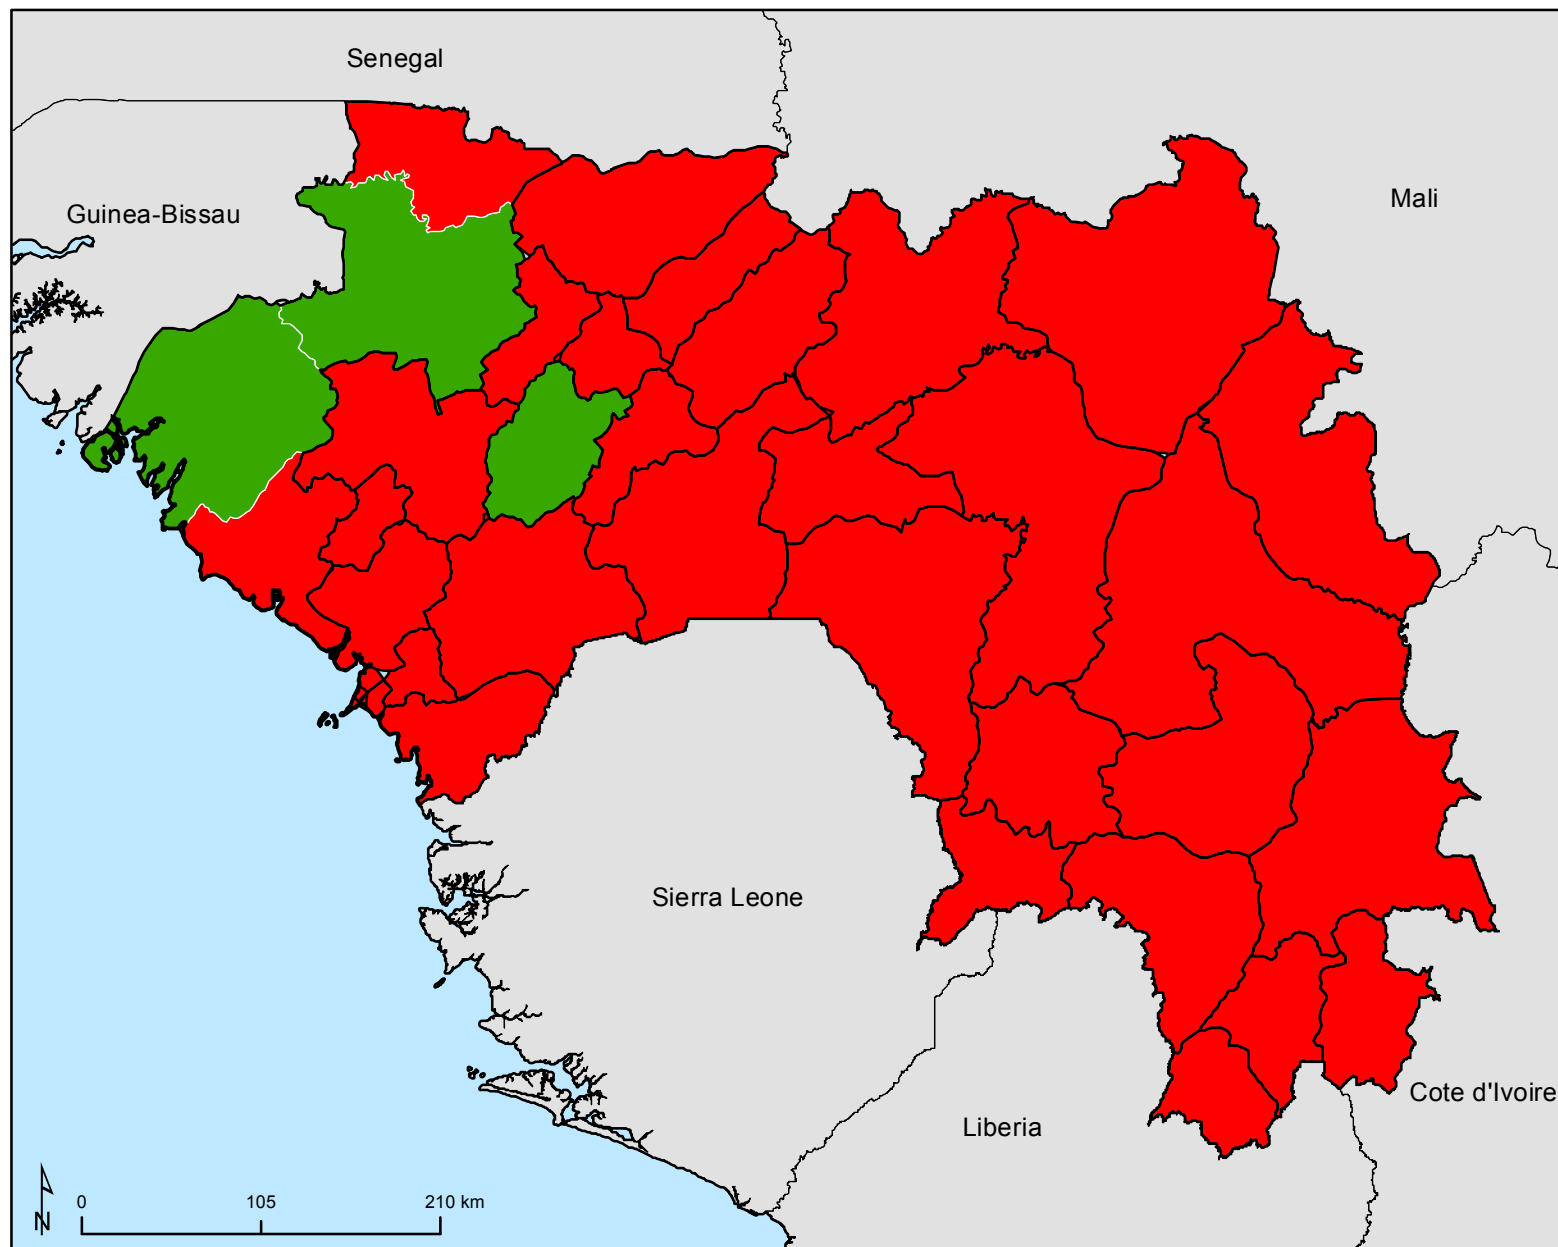 Senegal
Mali
Guinea-Bissau
Sierra Leone
Cote d'Ivoire
Liberia
N
0 105 210 km